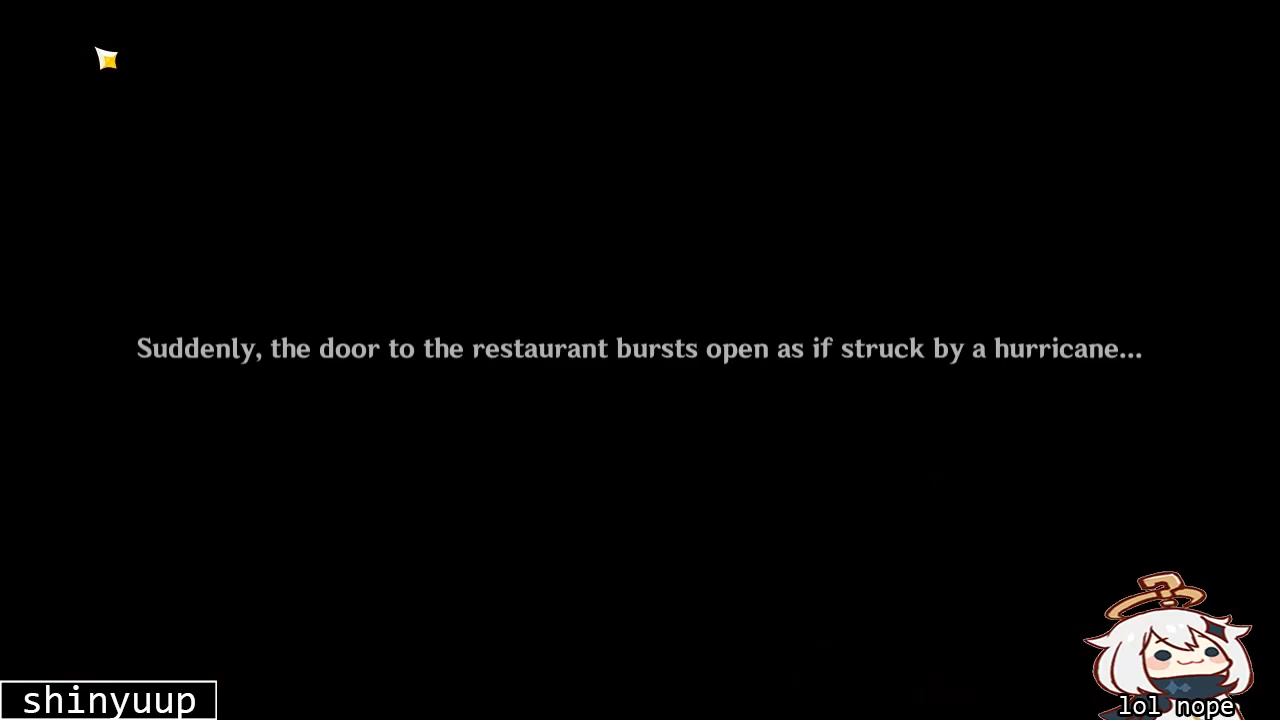 Suddenly, the door to the restaurant bursts open as if struck by a hurricane...
shinyuup
lol nope